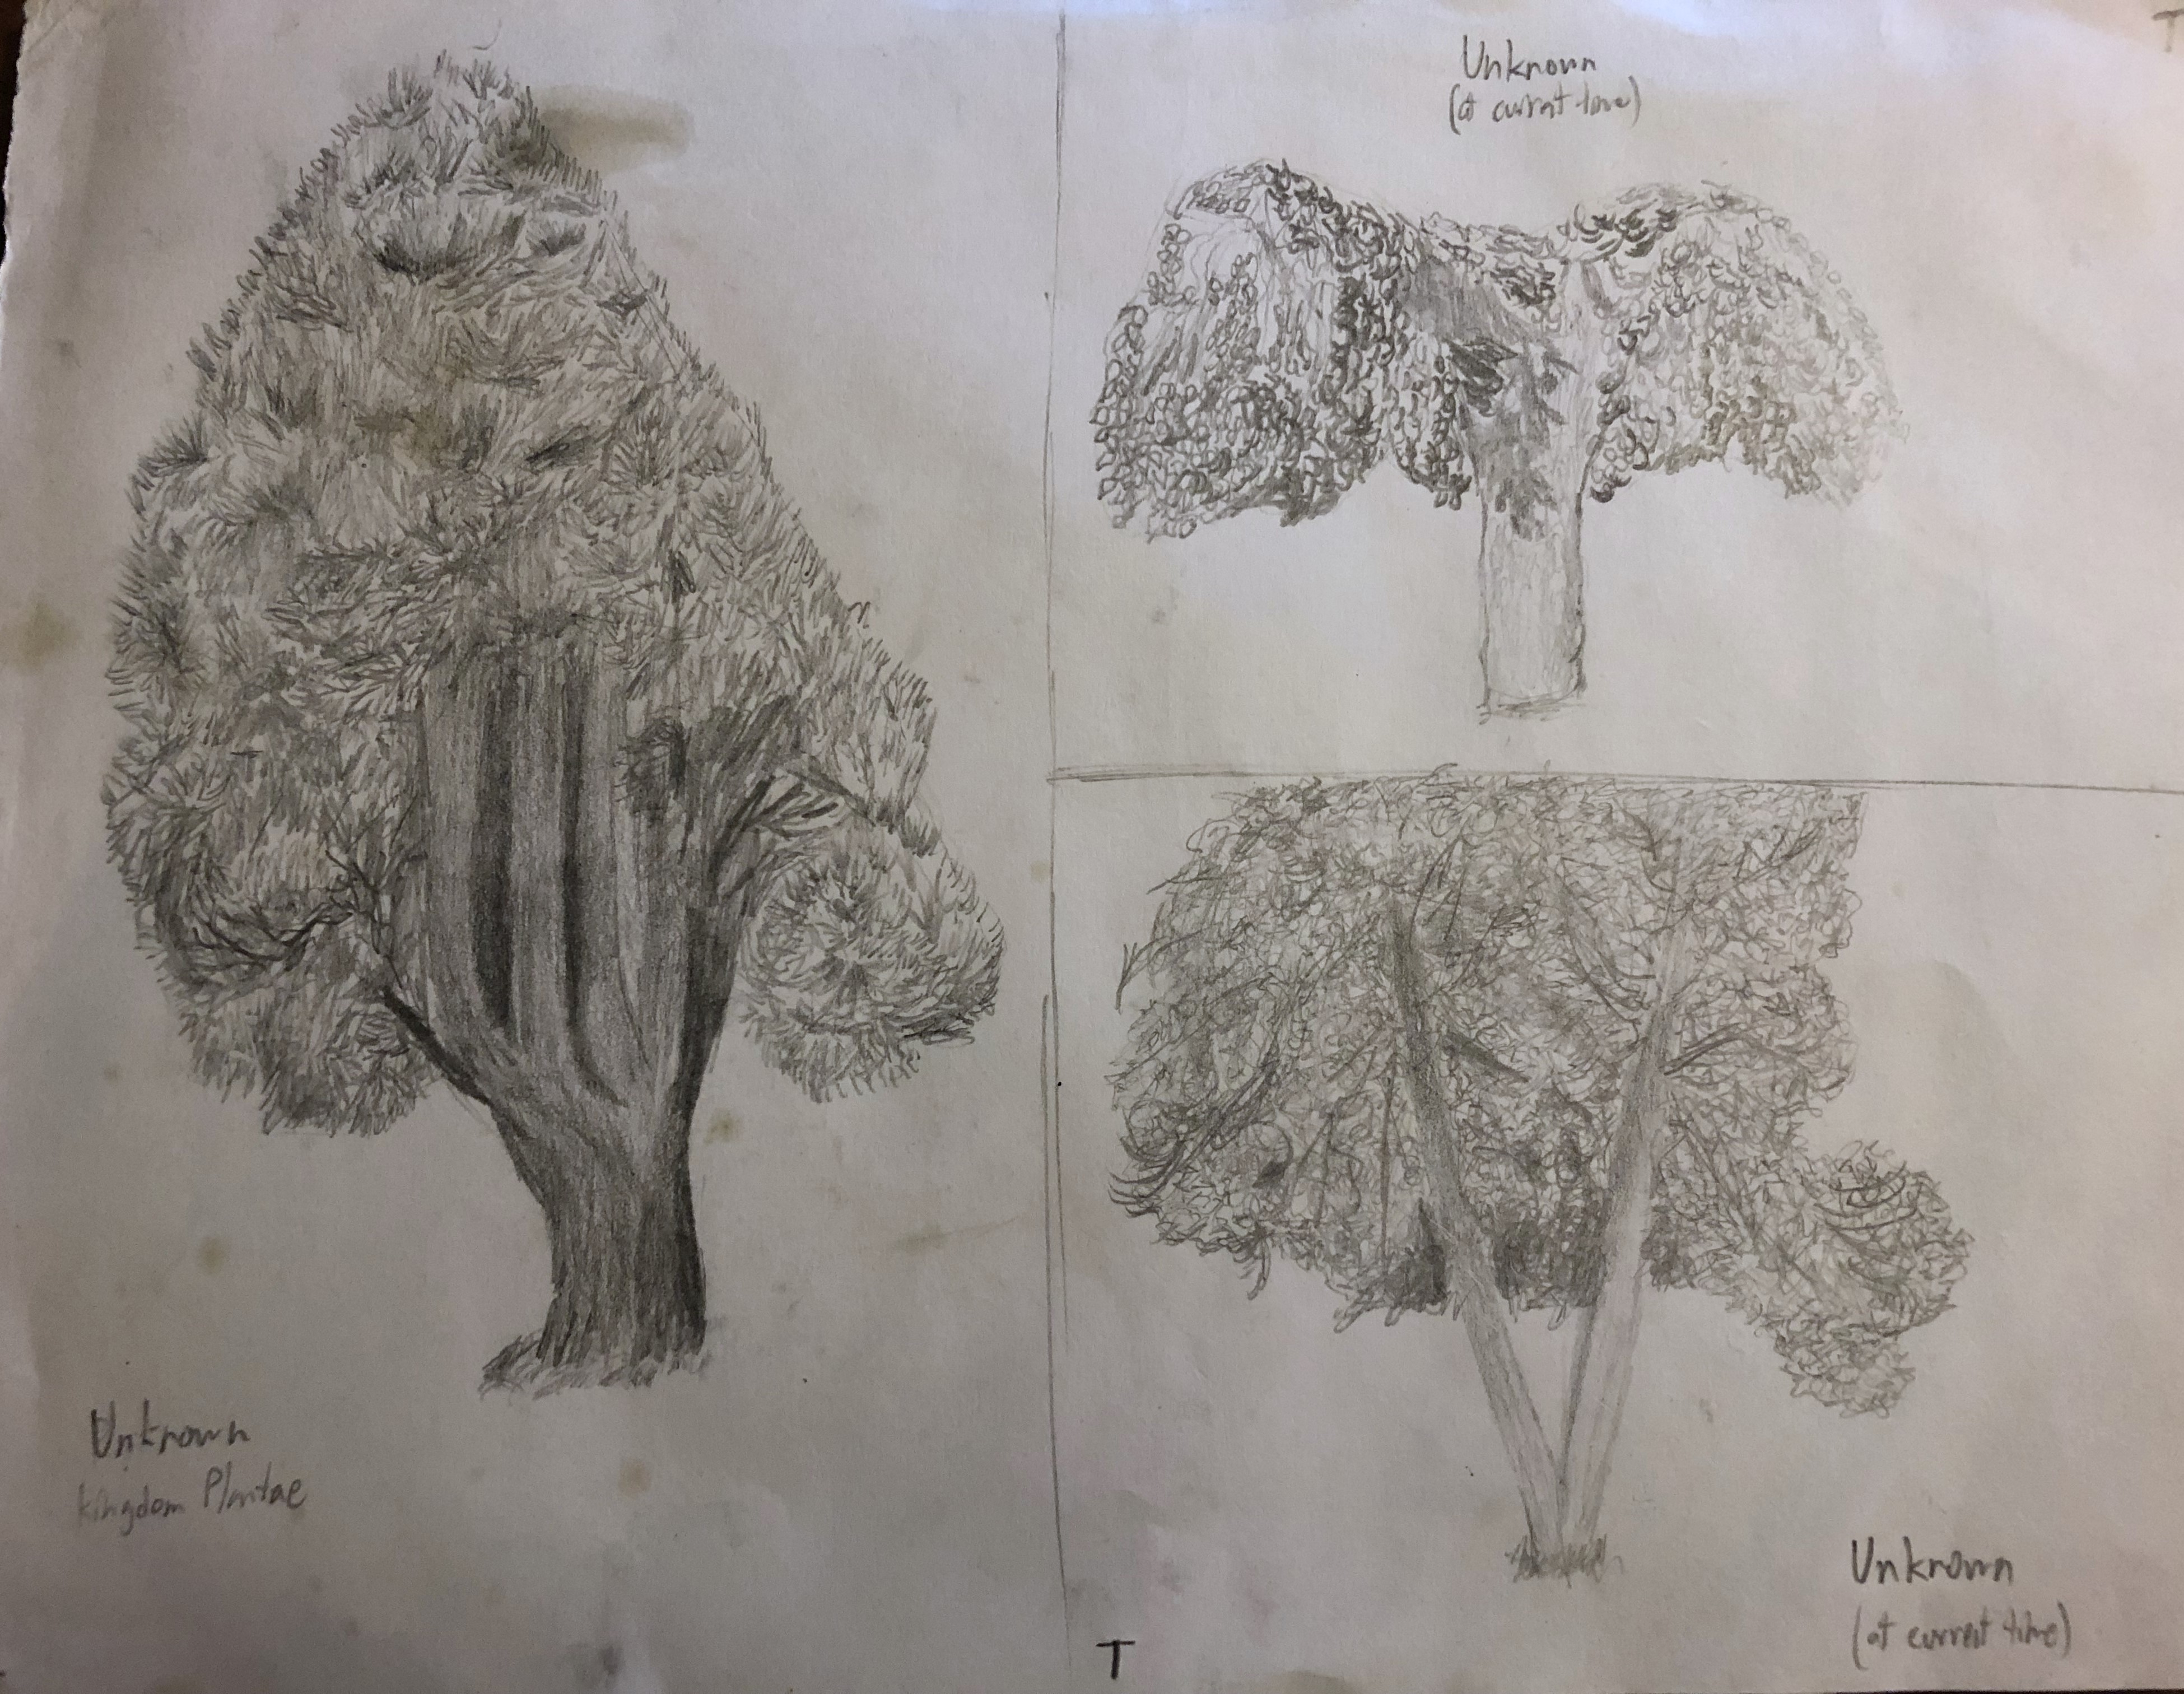 T
Unknown
(at current time)
Unknown
Kingdom Plantae
Unknown
(at current time)
T